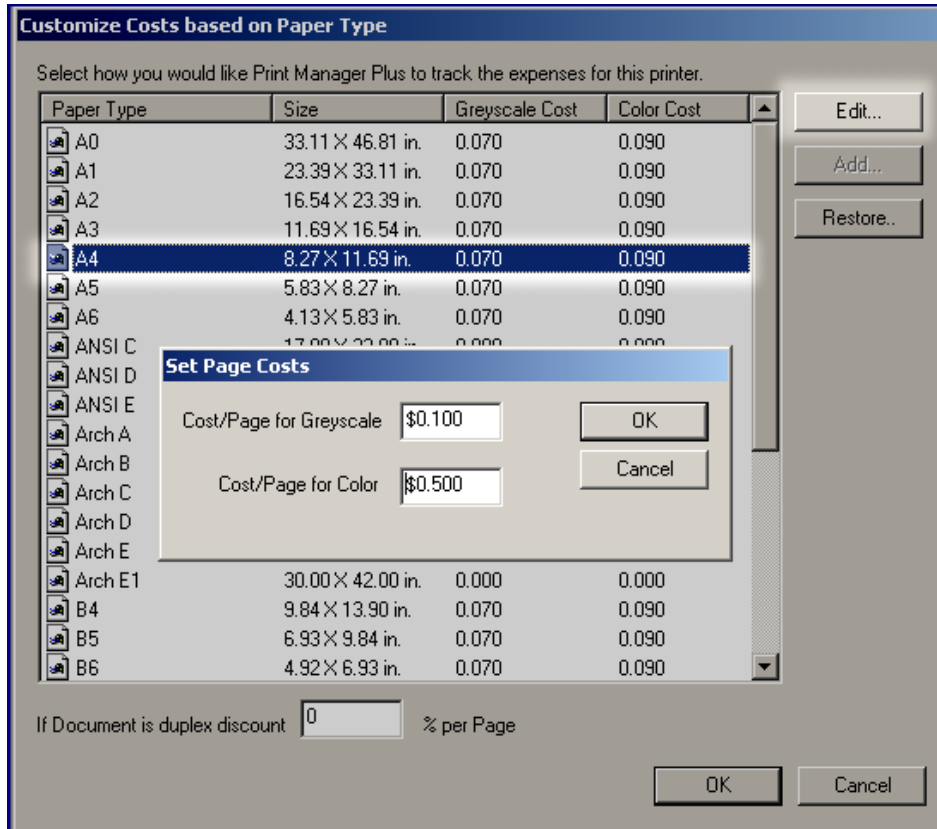 Customize Costs based on Paper Type
Select how you would like Print Manager Plus to track the expenses for this printer.
Paper Type Size Greyscale Cost Color Cost
Edit...
A0 33.11 X 46.81 in. 0.070 0.090
A1 23.39 X 33.11 in. 0.070 0.090
Add...
A2 16.54 X 23.39 in. 0.070 0.090
A3 11.69 X 16.54 in. 0.070 0.090
Restore..
A4 8.27 X 11.69 in. 0.070 0.090
A5 5.83 X 8.27 in. 0.070 0.090
A6 4.13 X 5.83 in. 0.070 0.090
ANSI C
ANSI D
ANSI E
Arch A
Arch B
Arch C
Arch D
Arch E
Set Page Costs
Cost/Page for Greyscale $0.100 OK
Cost/Page for Color $0.500 Cancel
Arch E1 30.00 X 42.00 in. 0.000 0.000
B4 9.84 X 13.90 in. 0.070 0.090
B5 6.93 X 9.84 in. 0.070 0.090
B6 4.92 X 6.93 in. 0.070 0.090
If Document is duplex discount 0 % per Page
OK Cancel